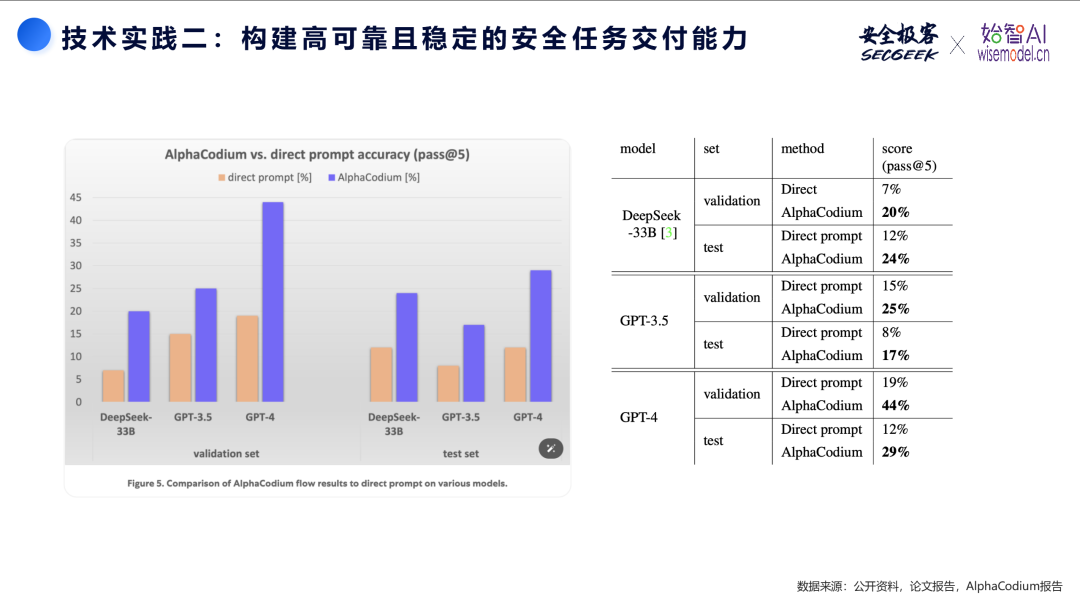 技术实践二：构建高可靠且稳定的安全任务交付能力
安全极客
SECGEEK
始智AI
wisemodel.cn
AlphaCodium vs. direct prompt accuracy (pass@5)
direct prompt [%] AlphaCodium [%]
45
40
35
30
25
20
15
10
5
0
DeepSeek-33B GPT-3.5 GPT-4 DeepSeek-33B GPT-3.5 GPT-4
validation set test set
Figure 5. Comparison of AlphaCodium flow results to direct prompt on various models.
model set method score (pass@5)
DeepSeek-33B [3] validation Direct 7%
AlphaCodium 20%
test Direct prompt 12%
AlphaCodium 24%
GPT-3.5 validation Direct prompt 15%
AlphaCodium 25%
test Direct prompt 8%
AlphaCodium 17%
GPT-4 validation Direct prompt 19%
AlphaCodium 44%
test Direct prompt 12%
AlphaCodium 29%
数据来源：公开资料，论文报告，AlphaCodium报告